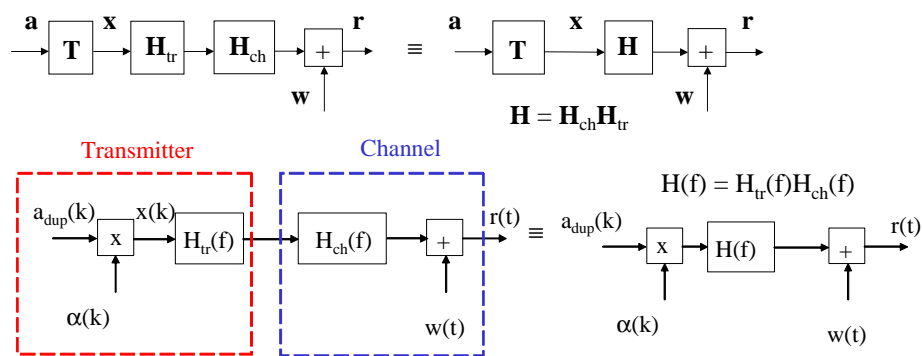 a x r
T H_tr H_ch +
w
≡
a x r
T H +
w
H = H_ch H_tr
Transmitter
Channel
a_dup(k) x(k)
x H_tr(f) H_ch(f) + r(t)
α(k)
w(t)
≡
H(f) = H_tr(f)H_ch(f)
a_dup(k)
x H(f) + r(t)
α(k)
w(t)